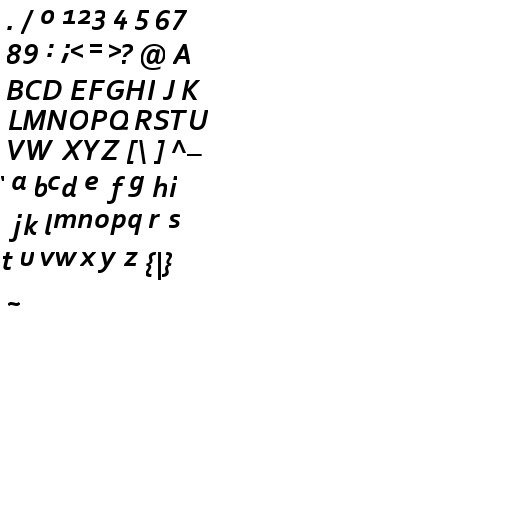 . / 0 1 2 3 4 5 6 7
8 9 : ; < = > ? @ A
B C D E F G H I J K
L M N O P Q R S T U
V W X Y Z [ \ ] ^ _
` a b c d e f g h i
j k l m n o p q r s
t u v w x y z { | }
~